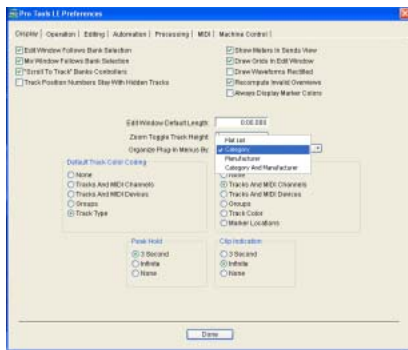 Pro Tools LE Preferences
Display | Operation | Editing | Automation | Processing | MIDI | Machine Control |
Edit Window Follows Bank Selection
Mix Window Follows Bank Selection
"Scroll To Track" Banks Controllers
Track Position Numbers Stay With Hidden Tracks
Show Meters In Sends View
Draw Grids In Edit Window
Draw Waveforms Rectified
Recompute Invalid Overviews
Always Display Marker Colors
Edit Window Default Length: 0:00.000
Zoom Toggle Track Height:
Organize Plug-in Menus By:
Flat List
Category
Manufacturer
Category And Manufacturer
Default Track Color Coding
None
Tracks And MIDI Channels
Tracks And MIDI Devices
Groups
Track Type
None
Tracks And MIDI Channels
Tracks And MIDI Devices
Groups
Track Color
Marker Locations
Peak Hold
3 Second
Infinite
None
Clip Indication
3 Second
Infinite
None
Done